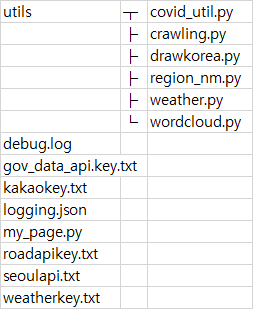 utils ┬ covid_util.py
├ crawling.py
├ drawkorea.py
├ region_nm.py
├ weather.py
└ wordcloud.py
debug.log
gov_data_api.key.txt
kakaokey.txt
logging.json
my_page.py
roadapikey.txt
seoulapi.txt
weatherkey.txt